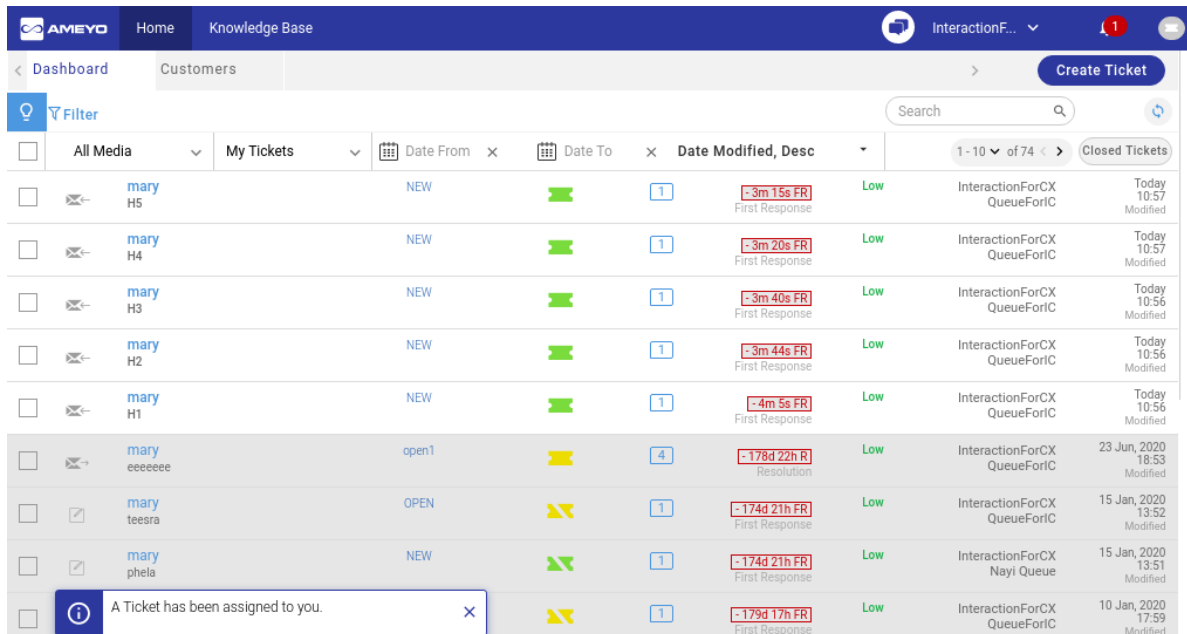 AMEYO Home Knowledge Base InteractionF... 1
Dashboard Customers Create Ticket
Filter Search
All Media My Tickets Date From Date To Date Modified, Desc 1 - 10 of 74 Closed Tickets
mary NEW 1 - 3m 15s FR Low InteractionForCX Today
H5 First Response QueueForIC 10:57
Modified
mary NEW 1 - 3m 20s FR Low InteractionForCX Today
H4 First Response QueueForIC 10:57
Modified
mary NEW 1 - 3m 40s FR Low InteractionForCX Today
H3 First Response QueueForIC 10:56
Modified
mary NEW 1 - 3m 44s FR Low InteractionForCX Today
H2 First Response QueueForIC 10:56
Modified
mary NEW 1 - 4m 5s FR Low InteractionForCX Today
H1 First Response QueueForIC 10:56
Modified
mary open1 4 - 178d 22h R Low InteractionForCX 23 Jun, 2020
eeeeeee Resolution QueueForIC 18:53
Modified
mary OPEN 1 - 174d 21h FR Low InteractionForCX 15 Jan, 2020
teesra First Response QueueForIC 13:52
Modified
mary NEW 1 - 174d 21h FR Low InteractionForCX 15 Jan, 2020
phela First Response Nayi Queue 13:51
Modified
A Ticket has been assigned to you. 1 - 179d 17h FR Low InteractionForCX 10 Jan, 2020
First Response QueueForIC 17:59
Modified